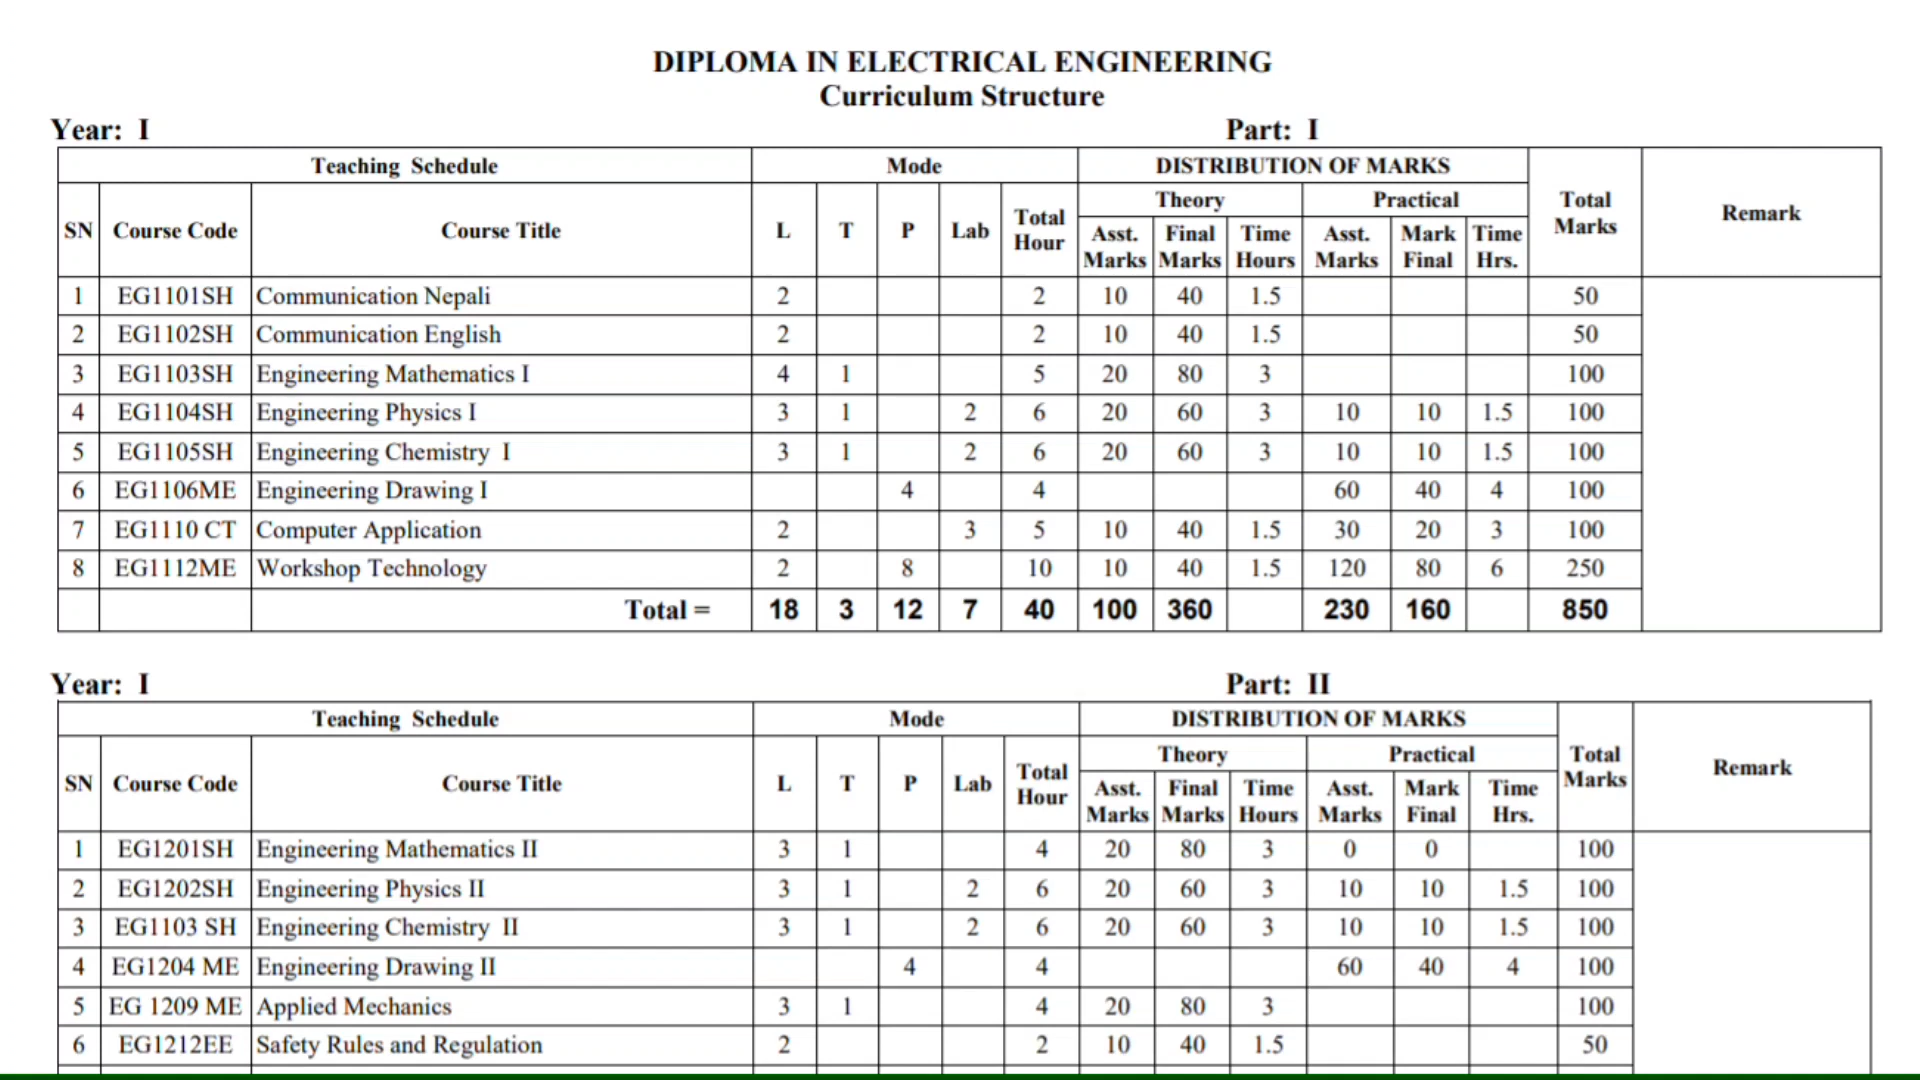 DIPLOMA IN ELECTRICAL ENGINEERING
Curriculum Structure
Year: I Part: I
Teaching Schedule Mode DISTRIBUTION OF MARKS Total Marks Remark
Theory Practical
SN Course Code Course Title L T P Lab Total Hour Asst. Marks Final Marks Time Hours Asst. Marks Mark Final Time Hrs.
1 EG1101SH Communication Nepali 2 2 10 40 1.5 50
2 EG1102SH Communication English 2 2 10 40 1.5 50
3 EG1103SH Engineering Mathematics I 4 1 5 20 80 3 100
4 EG1104SH Engineering Physics I 3 1 2 6 20 60 3 10 10 1.5 100
5 EG1105SH Engineering Chemistry I 3 1 2 6 20 60 3 10 10 1.5 100
6 EG1106ME Engineering Drawing I 4 4 60 40 4 100
7 EG1110 CT Computer Application 2 3 5 10 40 1.5 30 20 3 100
8 EG1112ME Workshop Technology 2 8 10 10 40 1.5 120 80 6 250
Total = 18 3 12 7 40 100 360 230 160 850
Year: I Part: II
Teaching Schedule Mode DISTRIBUTION OF MARKS Total Marks Remark
Theory Practical
SN Course Code Course Title L T P Lab Total Hour Asst. Marks Final Marks Time Hours Asst. Marks Mark Final Time Hrs.
1 EG1201SH Engineering Mathematics II 3 1 4 20 80 3 0 0 100
2 EG1202SH Engineering Physics II 3 1 2 6 20 60 3 10 10 1.5 100
3 EG1103 SH Engineering Chemistry II 3 1 2 6 20 60 3 10 10 1.5 100
4 EG1204 ME Engineering Drawing II 4 4 60 40 4 100
5 EG 1209 ME Applied Mechanics 3 1 4 20 80 3 100
6 EG1212EE Safety Rules and Regulation 2 2 10 40 1.5 50